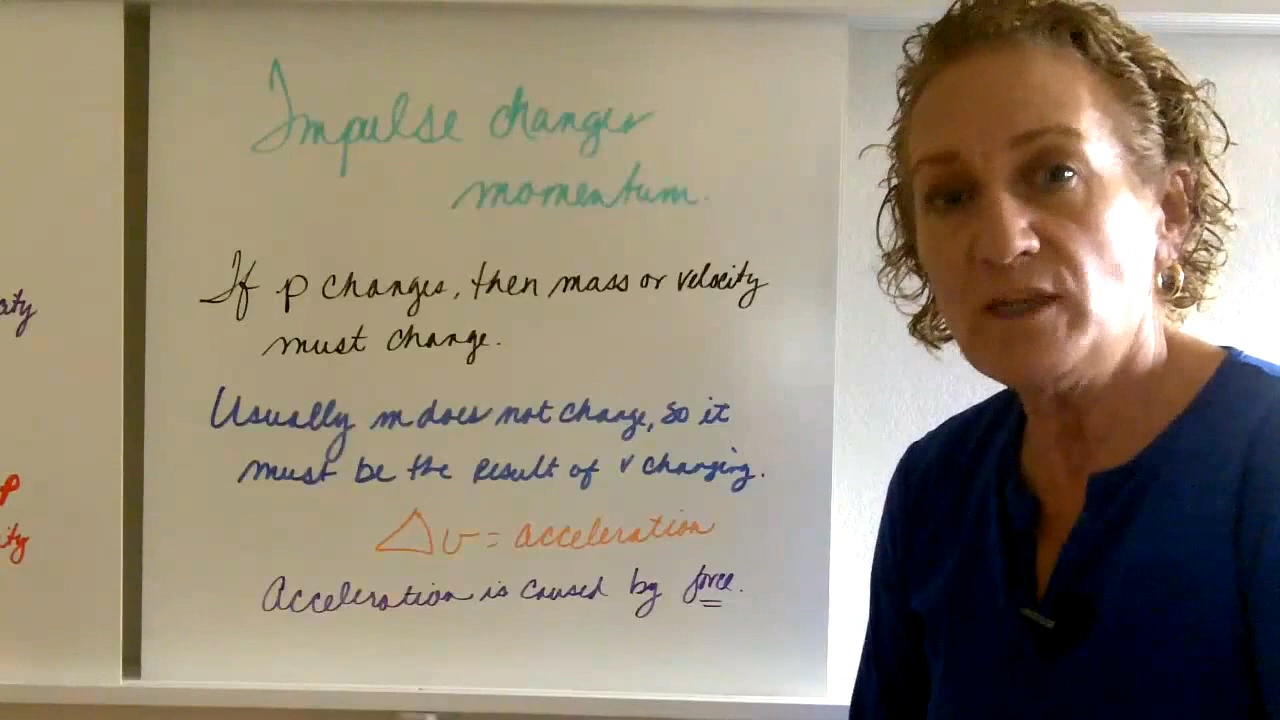 Impulse changes
momentum.
If p changes, then mass or velocity
must change.
Usually m does not change, so it
must be the result of v changing.
Δv = acceleration
Acceleration is caused by force.
p